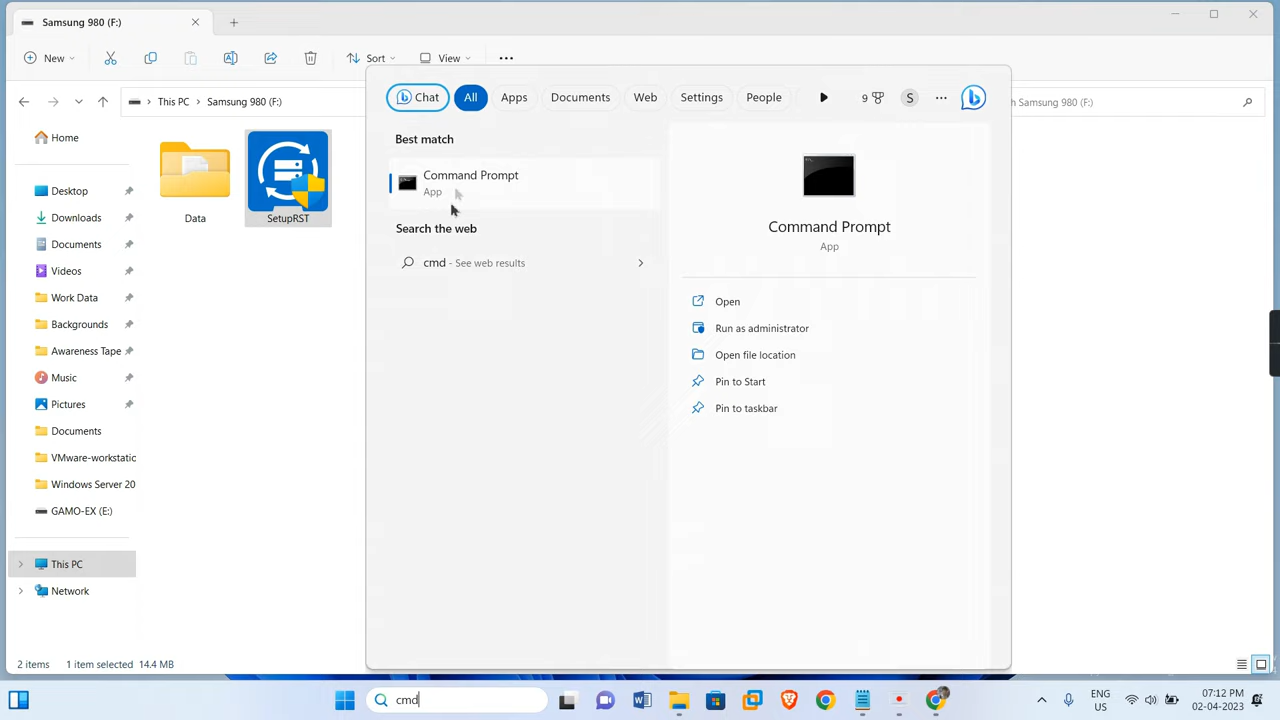 Samsung 980 (F:)
New
Sort
View
This PC
Samsung 980 (F:)
h Samsung 980 (F:)
Home
Desktop
Downloads
Documents
Videos
Work Data
Backgrounds
Awareness Tape
Music
Pictures
Documents
VMware-workstatic
Windows Server 20
GAMO-EX (E:)
This PC
Network
Data
SetupRST
2 items
1 item selected 14.4 MB
Chat
All
Apps
Documents
Web
Settings
People
9
S
Best match
Command Prompt
App
Search the web
cmd - See web results
Command Prompt
App
Open
Run as administrator
Open file location
Pin to Start
Pin to taskbar
cmd
ENG
US
07:12 PM
02-04-2023